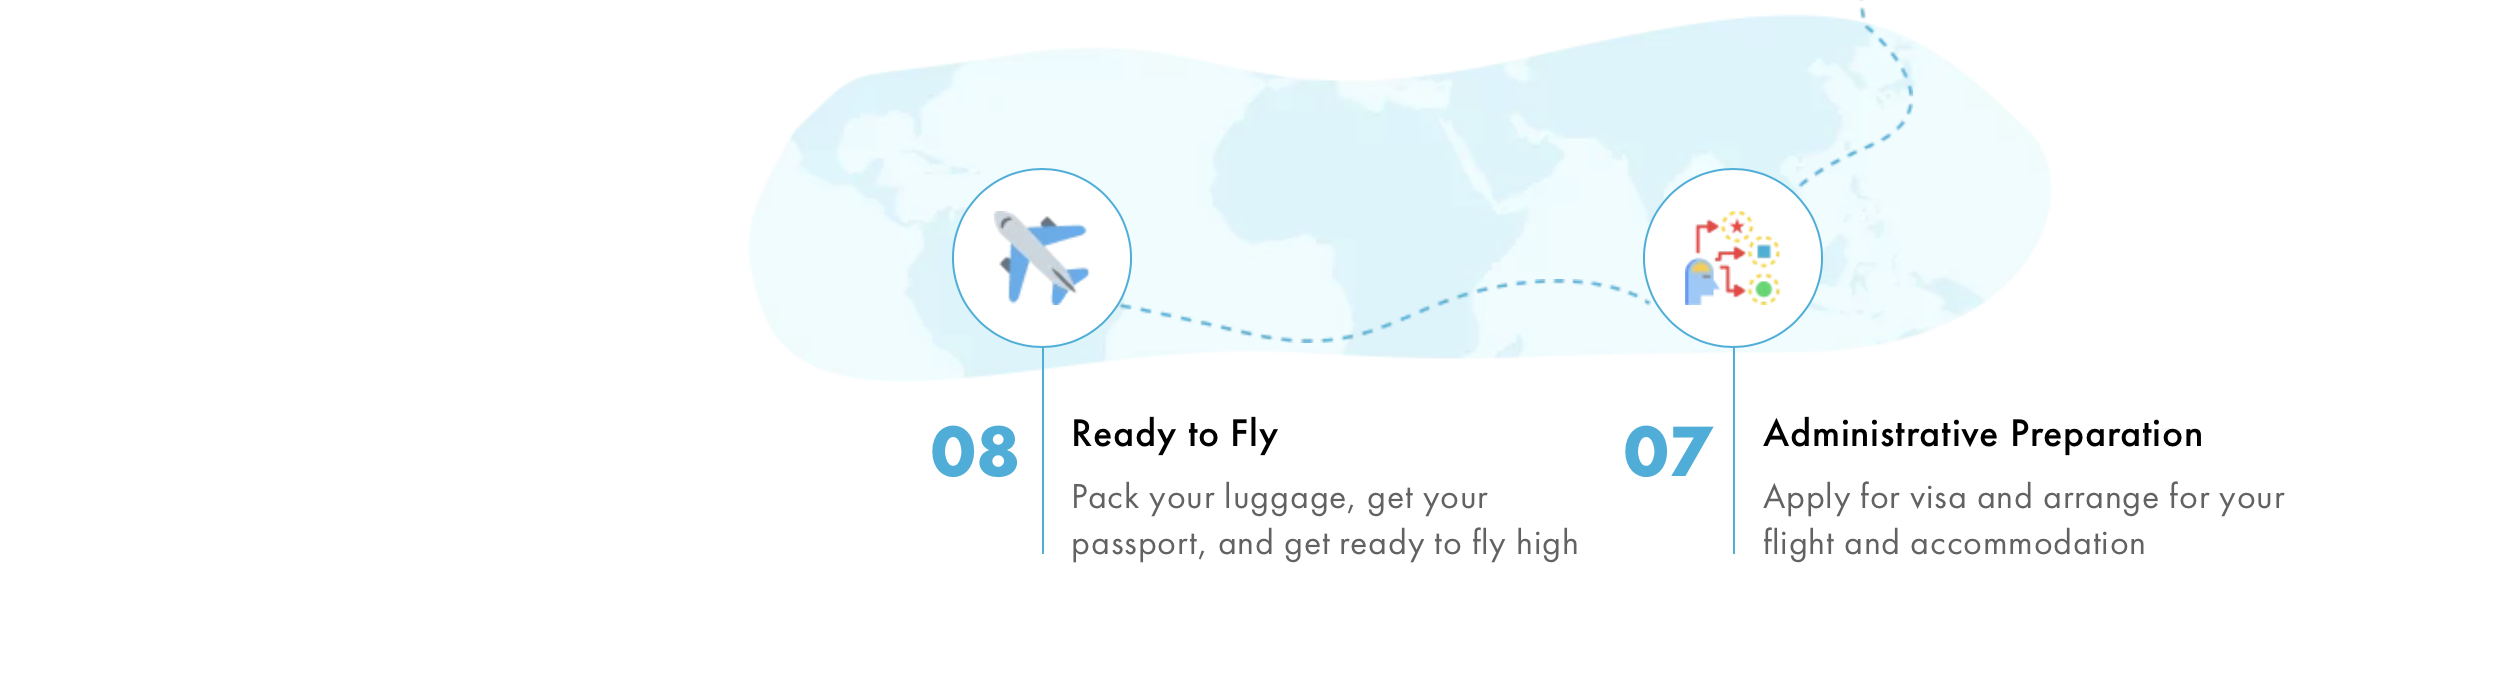 08
Ready to Fly
Pack your luggage, get your
passport, and get ready to fly high
07
Administrative Preparation
Apply for visa and arrange for your
flight and accommodation